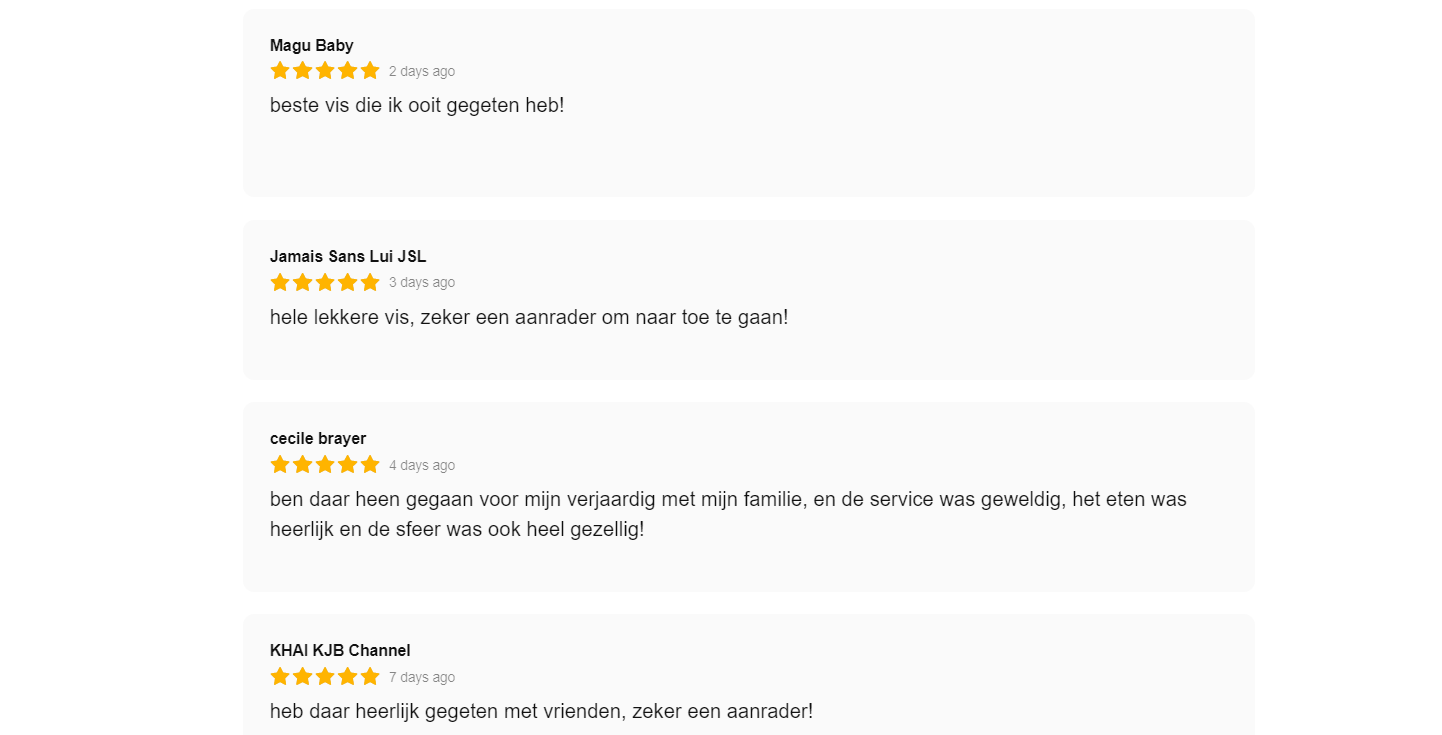 Magu Baby
2 days ago
beste vis die ik ooit gegeten heb!
Jamais Sans Lui JSL
3 days ago
hele lekkere vis, zeker een aanrader om naar toe te gaan!
cecile brayer
4 days ago
ben daar heen gegaan voor mijn verjaardig met mijn familie, en de service was geweldig, het eten was
heerlijk en de sfeer was ook heel gezellig!
KHAI KJB Channel
7 days ago
heb daar heerlijk gegeten met vrienden, zeker een aanrader!